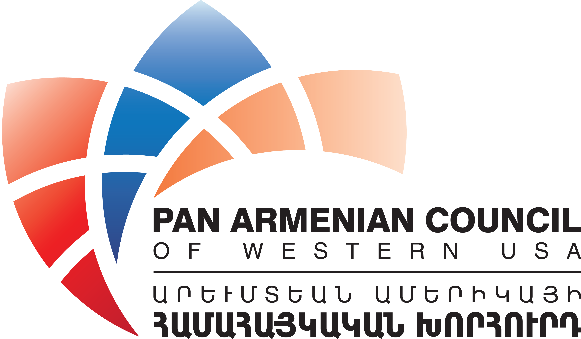 PAN ARMENIAN COUNCIL
OF WESTERN USA
ԱՐԵՒՄՏԵԱՆ ԱՄԵՐԻԿԱՅԻ
ՀԱՄԱՀԱՅԿԱԿԱՆ ԽՈՐՀՈՒՐԴ